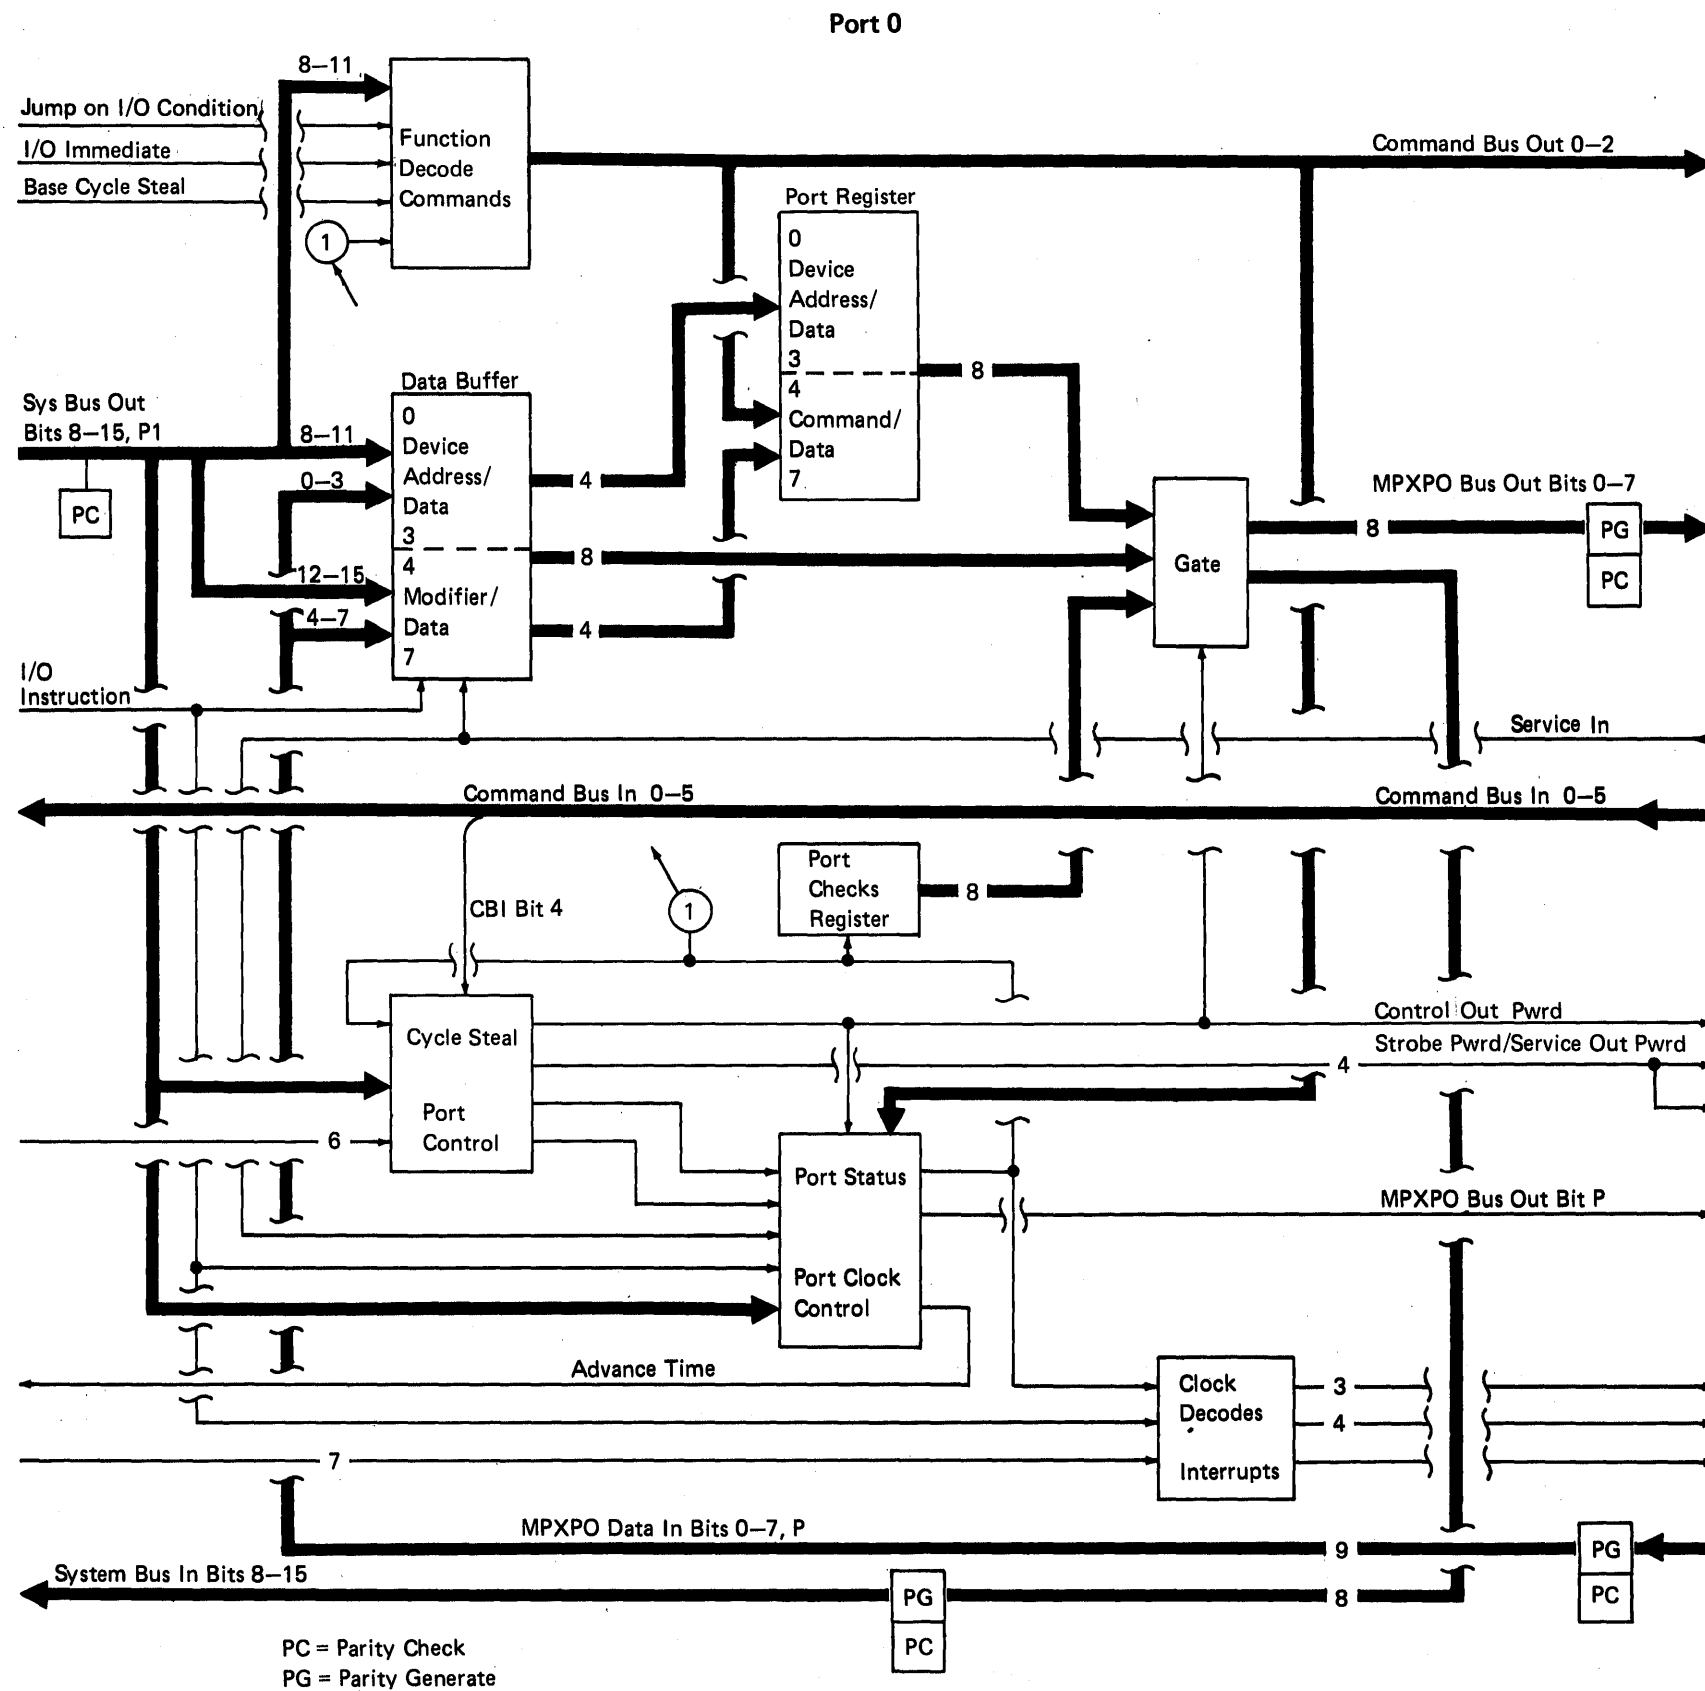 Port 0
8–11
Jump on I/O Condition
I/O Immediate
Base Cycle Steal
Function
Decode
Commands
1
Command Bus Out 0–2
Port Register
0
Device
Address/
Data
3
4
Command/
Data
7
8
Sys Bus Out
Bits 8–15, P1
PC
Data Buffer
8–11
0–3
12–15
4–7
0
Device
Address/
Data
3
4
Modifier/
Data
7
4
8
4
Gate
MPXPO Bus Out Bits 0–7
8
PG
PC
I/O
Instruction
Service In
Command Bus In 0–5
Command Bus In 0–5
CBI Bit 4
1
Port
Checks
Register
8
Cycle Steal
Port
Control
6
Control Out Pwrd
Strobe Pwrd/Service Out Pwrd
4
Port Status
Port Clock
Control
MPXPO Bus Out Bit P
Advance Time
Clock
Decodes
Interrupts
3
4
7
MPXPO Data In Bits 0–7, P
9
PG
PC
System Bus In Bits 8–15
PG
PC
8
PC = Parity Check
PG = Parity Generate